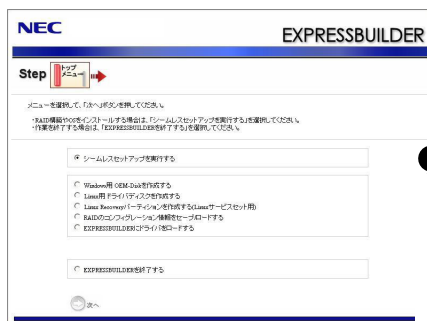 NEC
EXPRESSBUILDER
Step トップ
メニュー
メニューを選択して、「次へ」ボタンを押してください。
・RAID構築やOSをインストールする場合は、「シームレスセットアップを実行する」を選択してください。
・作業を終了する場合は、「EXPRESSBUILDERを終了する」を選択してください。
シームレスセットアップを実行する
Windows用 OEM-Diskを作成する
Linux用 ドライバディスクを作成する
Linux Recoveryパーティションを作成する(Linuxサービスセット用)
RAIDのコンフィグレーション情報をセーブ/ロードする
EXPRESSBUILDERにドライバをロードする
EXPRESSBUILDERを終了する
次へ